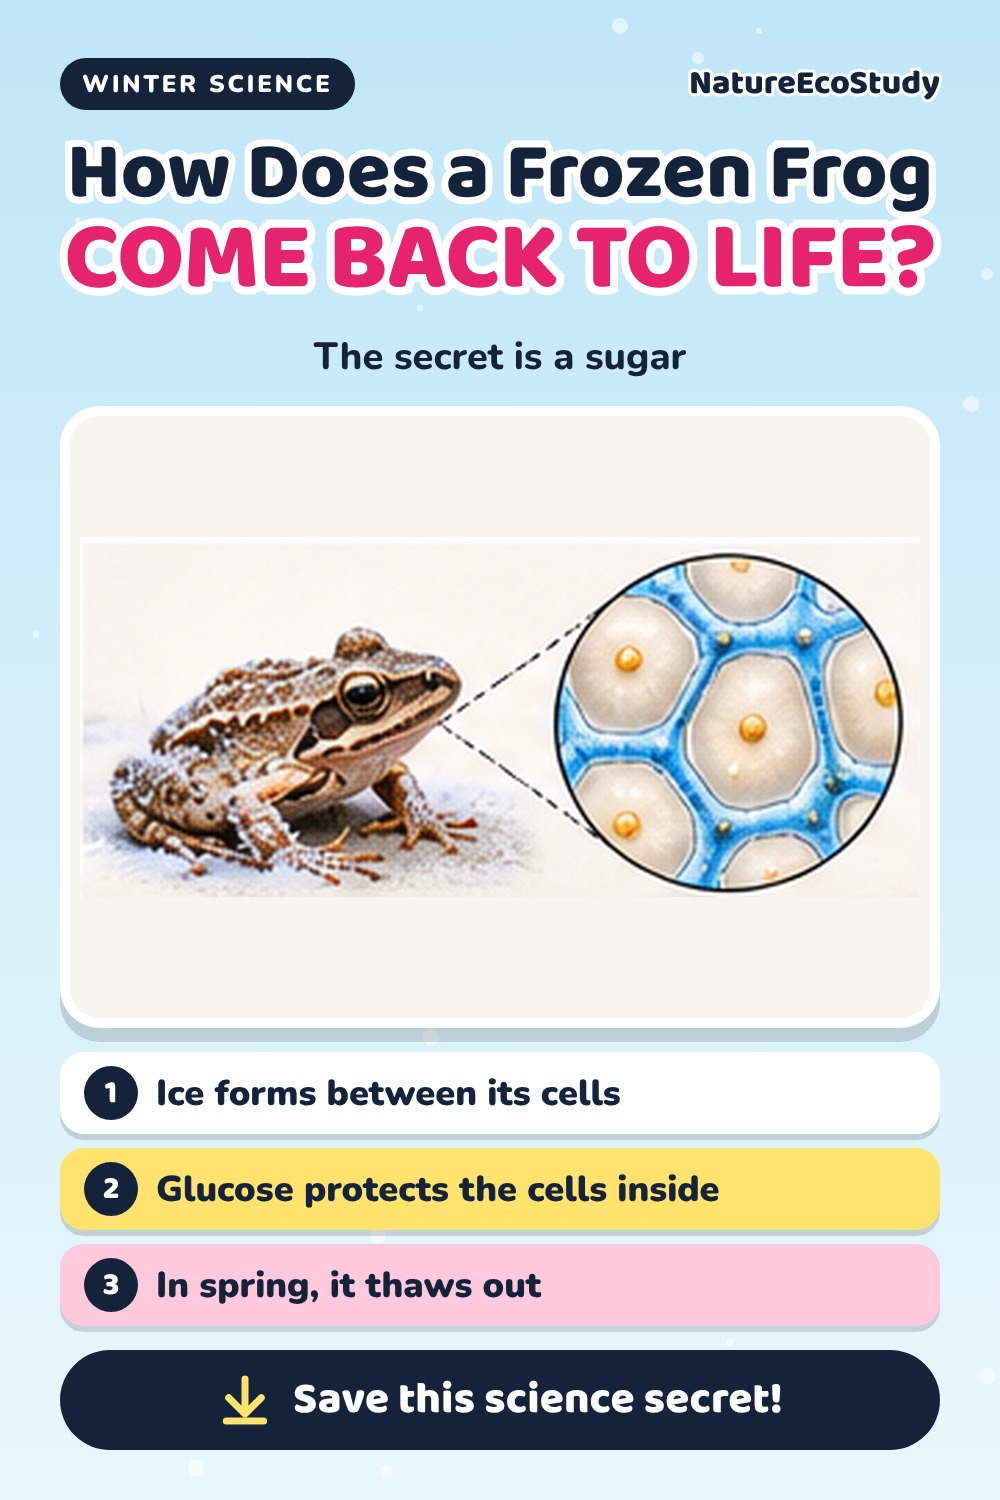 WINTER SCIENCE
NatureEcoStudy
How Does a Frozen Frog
COME BACK TO LIFE?
The secret is a sugar
1 Ice forms between its cells
2 Glucose protects the cells inside
3 In spring, it thaws out
Save this science secret!